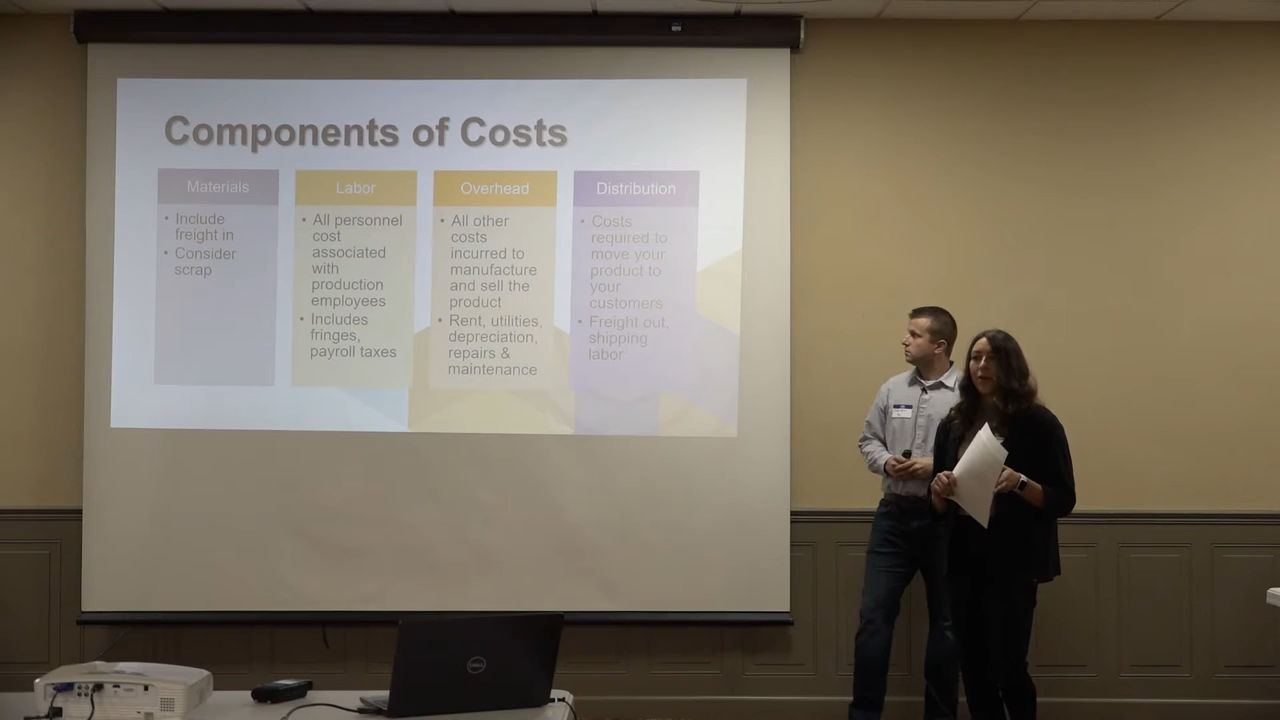 Components of Costs
Materials
• Include
freight in
• Consider
scrap
Labor
• All personnel
cost
associated
with
production
employees
• Includes
fringes,
payroll taxes
Overhead
• All other
costs
incurred to
manufacture
and sell the
product
• Rent, utilities,
depreciation,
repairs &
maintenance
Distribution
• Costs
required to
move your
product to
your
customers
• Freight out,
shipping
labor
DELL